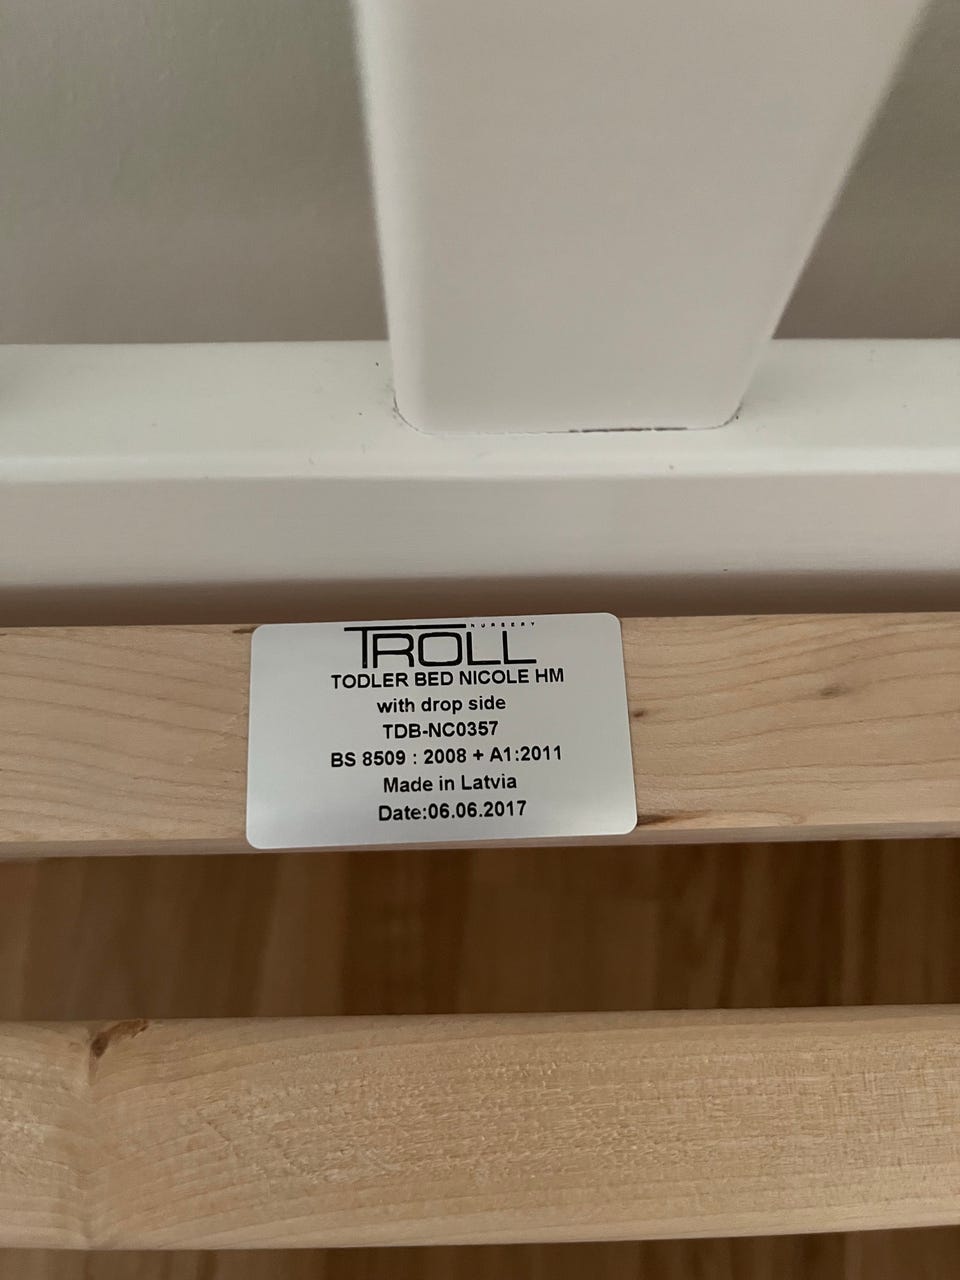 NURSERY
TROLL
TODLER BED NICOLE HM
with drop side
TDB-NC0357
BS 8509 : 2008 + A1:2011
Made in Latvia
Date:06.06.2017